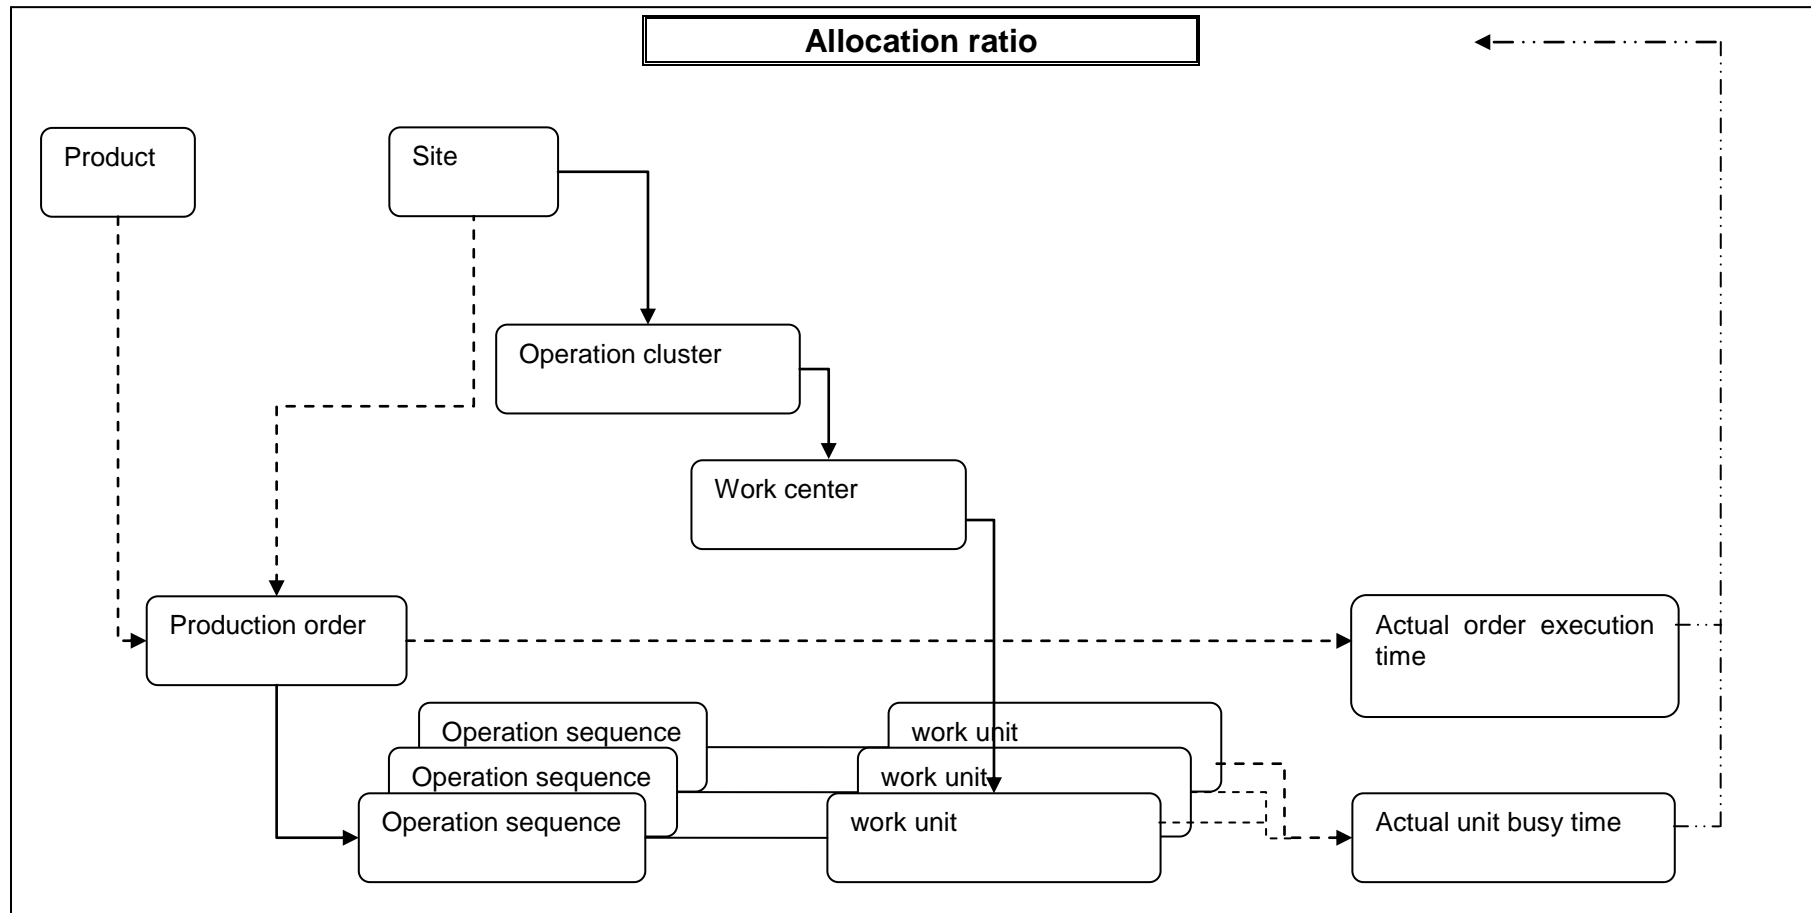 Allocation ratio
Product
Site
Operation cluster
Work center
Production order
Actual order execution
time
Operation sequence
work unit
Operation sequence
work unit
Operation sequence
work unit
Actual unit busy time